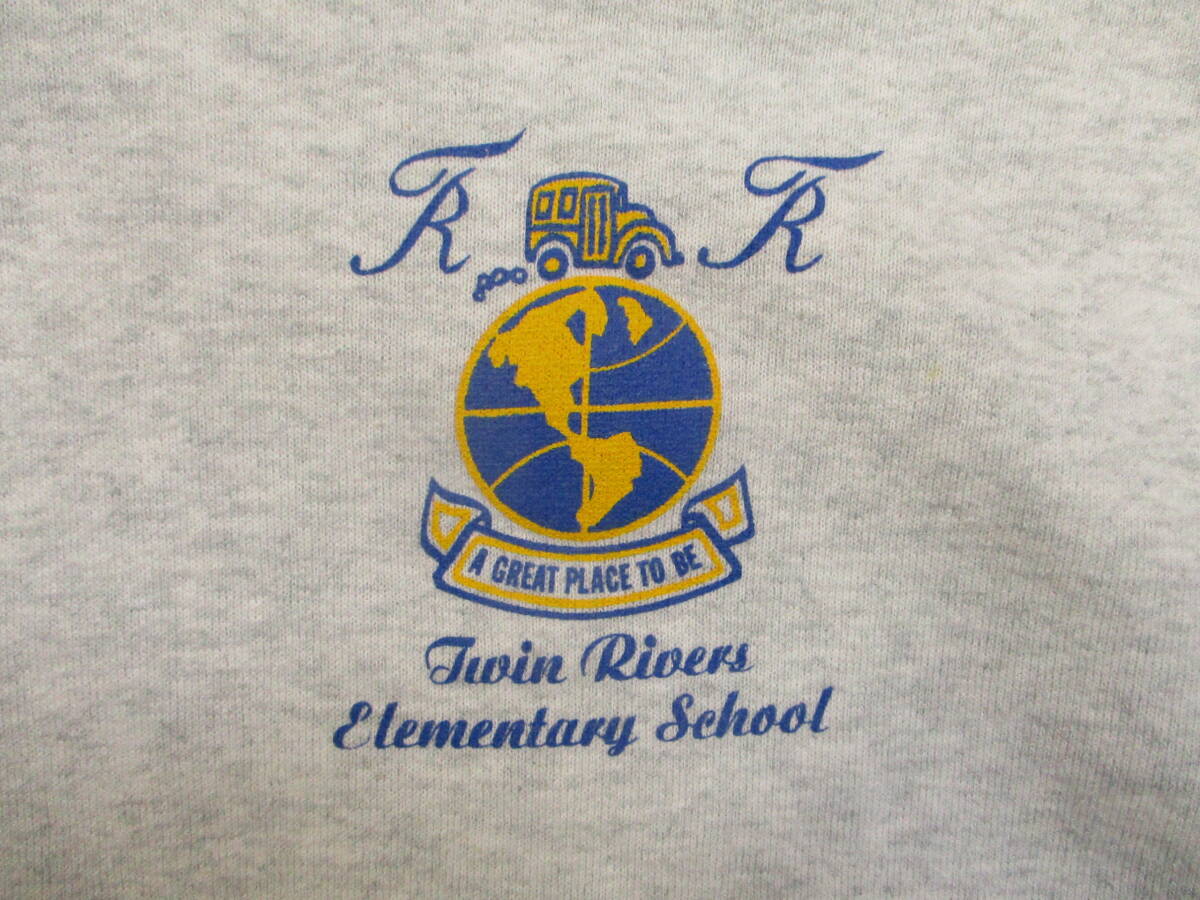 TR TR
A GREAT PLACE TO BE
Twin Rivers
Elementary School